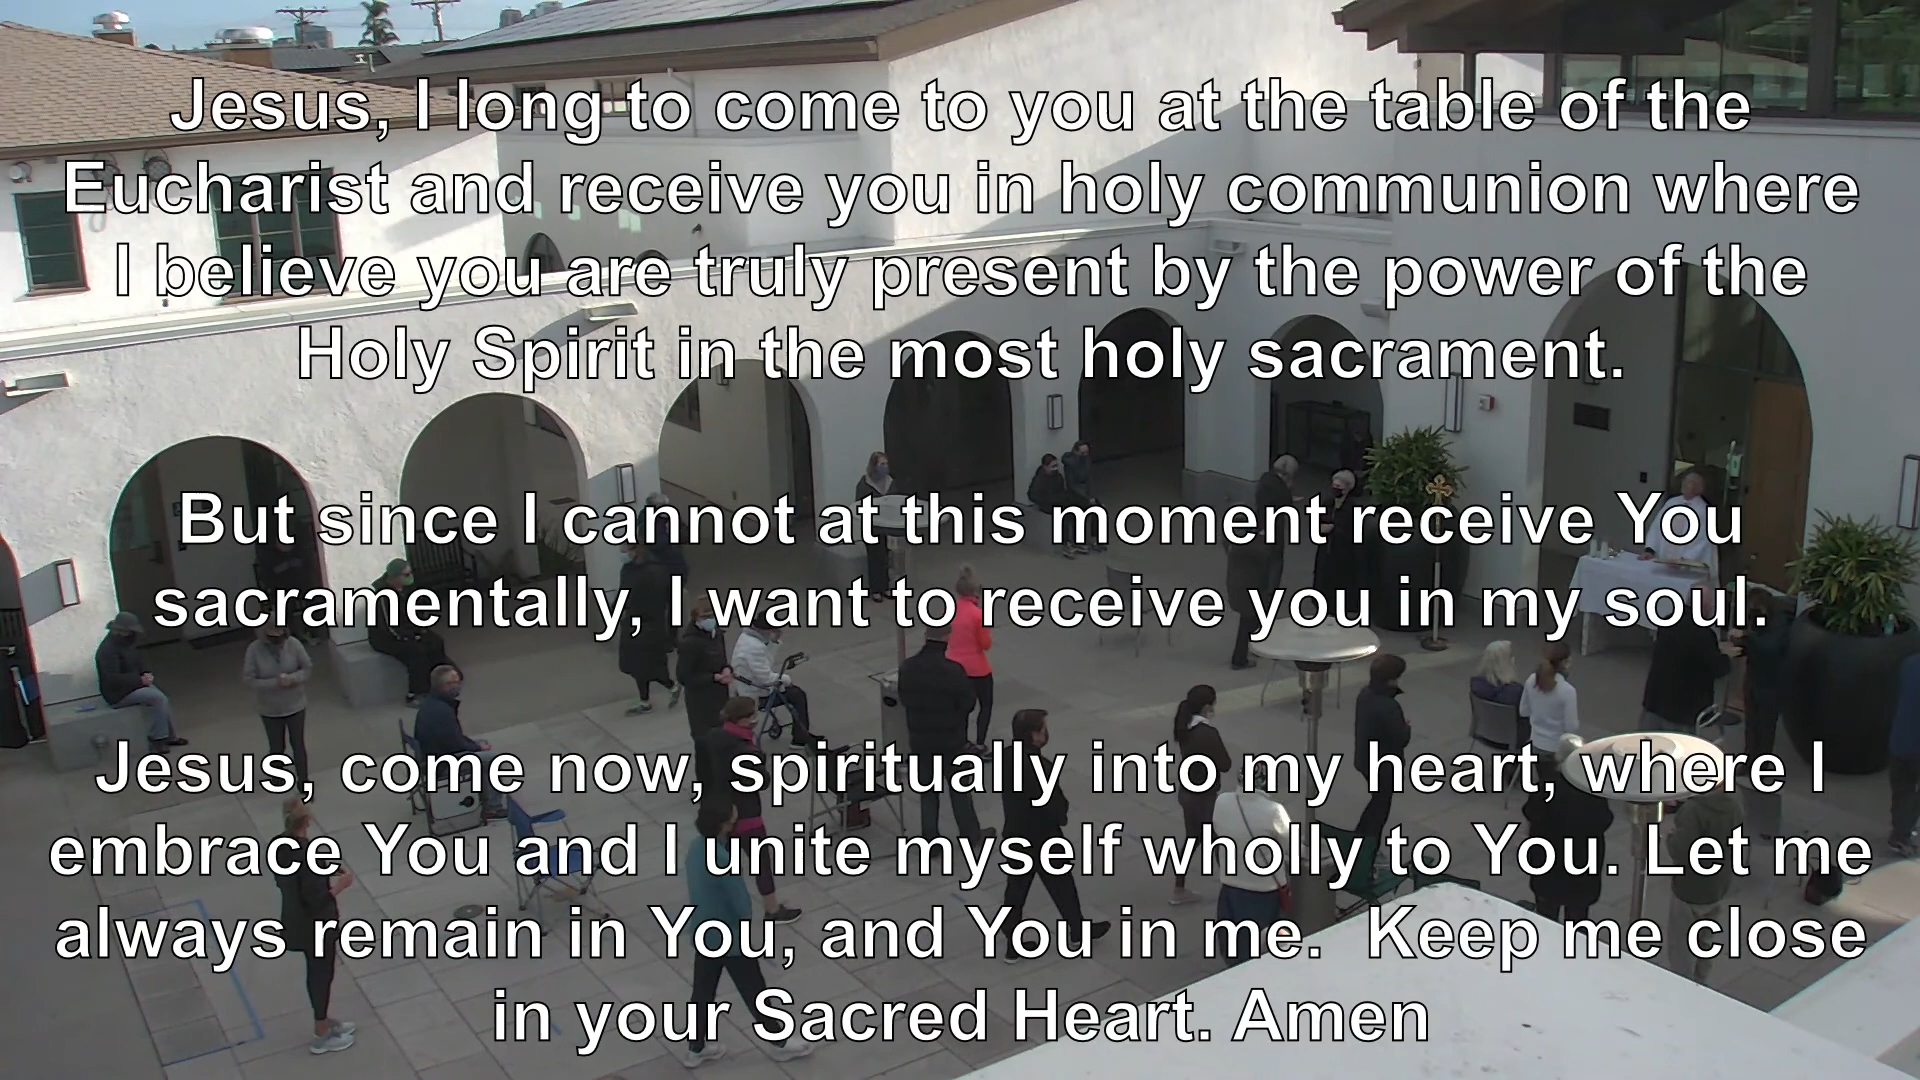 Jesus, I long to come to you at the table of the
Eucharist and receive you in holy communion where
I believe you are truly present by the power of the
Holy Spirit in the most holy sacrament.
But since I cannot at this moment receive You
sacramentally, I want to receive you in my soul.
Jesus, come now, spiritually into my heart, where I
embrace You and I unite myself wholly to You. Let me
always remain in You, and You in me.  Keep me close
in your Sacred Heart. Amen